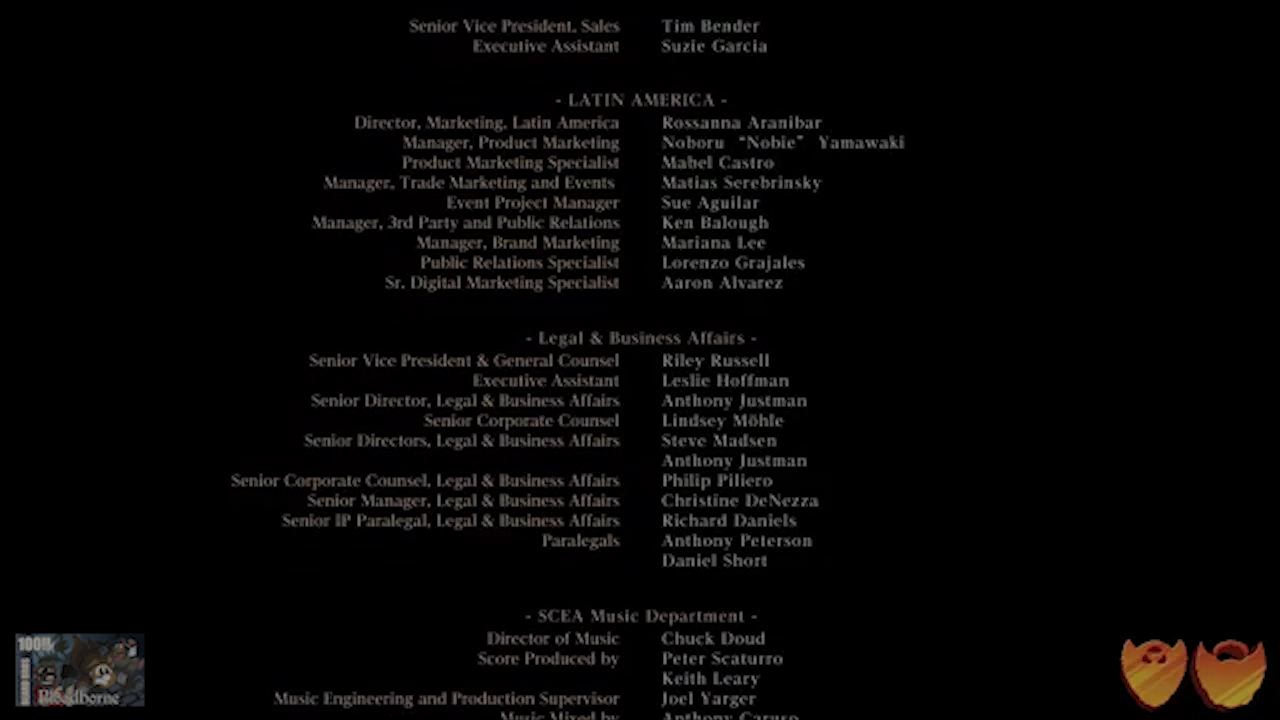 Senior Vice President, Sales Tim Bender
Executive Assistant Suzie Garcia
- LATIN AMERICA -
Director, Marketing, Latin America Rossanna Aranibar
Manager, Product Marketing Noboru “Nobie” Yamawaki
Product Marketing Specialist Mabel Castro
Manager, Trade Marketing and Events Matias Serebrinsky
Event Project Manager Sue Aguilar
Manager, 3rd Party and Public Relations Ken Balough
Manager, Brand Marketing Mariana Lee
Public Relations Specialist Lorenzo Grajales
Sr. Digital Marketing Specialist Aaron Alvarez
- Legal & Business Affairs -
Senior Vice President & General Counsel Riley Russell
Executive Assistant Leslie Hoffman
Senior Director, Legal & Business Affairs Anthony Justman
Senior Corporate Counsel Lindsey Möhle
Senior Directors, Legal & Business Affairs Steve Madsen
Anthony Justman
Senior Corporate Counsel, Legal & Business Affairs Philip Piliero
Senior Manager, Legal & Business Affairs Christine DeNezza
Senior IP Paralegal, Legal & Business Affairs Richard Daniels
Paralegals Anthony Peterson
Daniel Short
- SCEA Music Department -
Director of Music Chuck Doud
Score Produced by Peter Scaturro
Keith Leary
Music Engineering and Production Supervisor Joel Yarger
Music Mixed by Anthony Caruso
Bloodborne